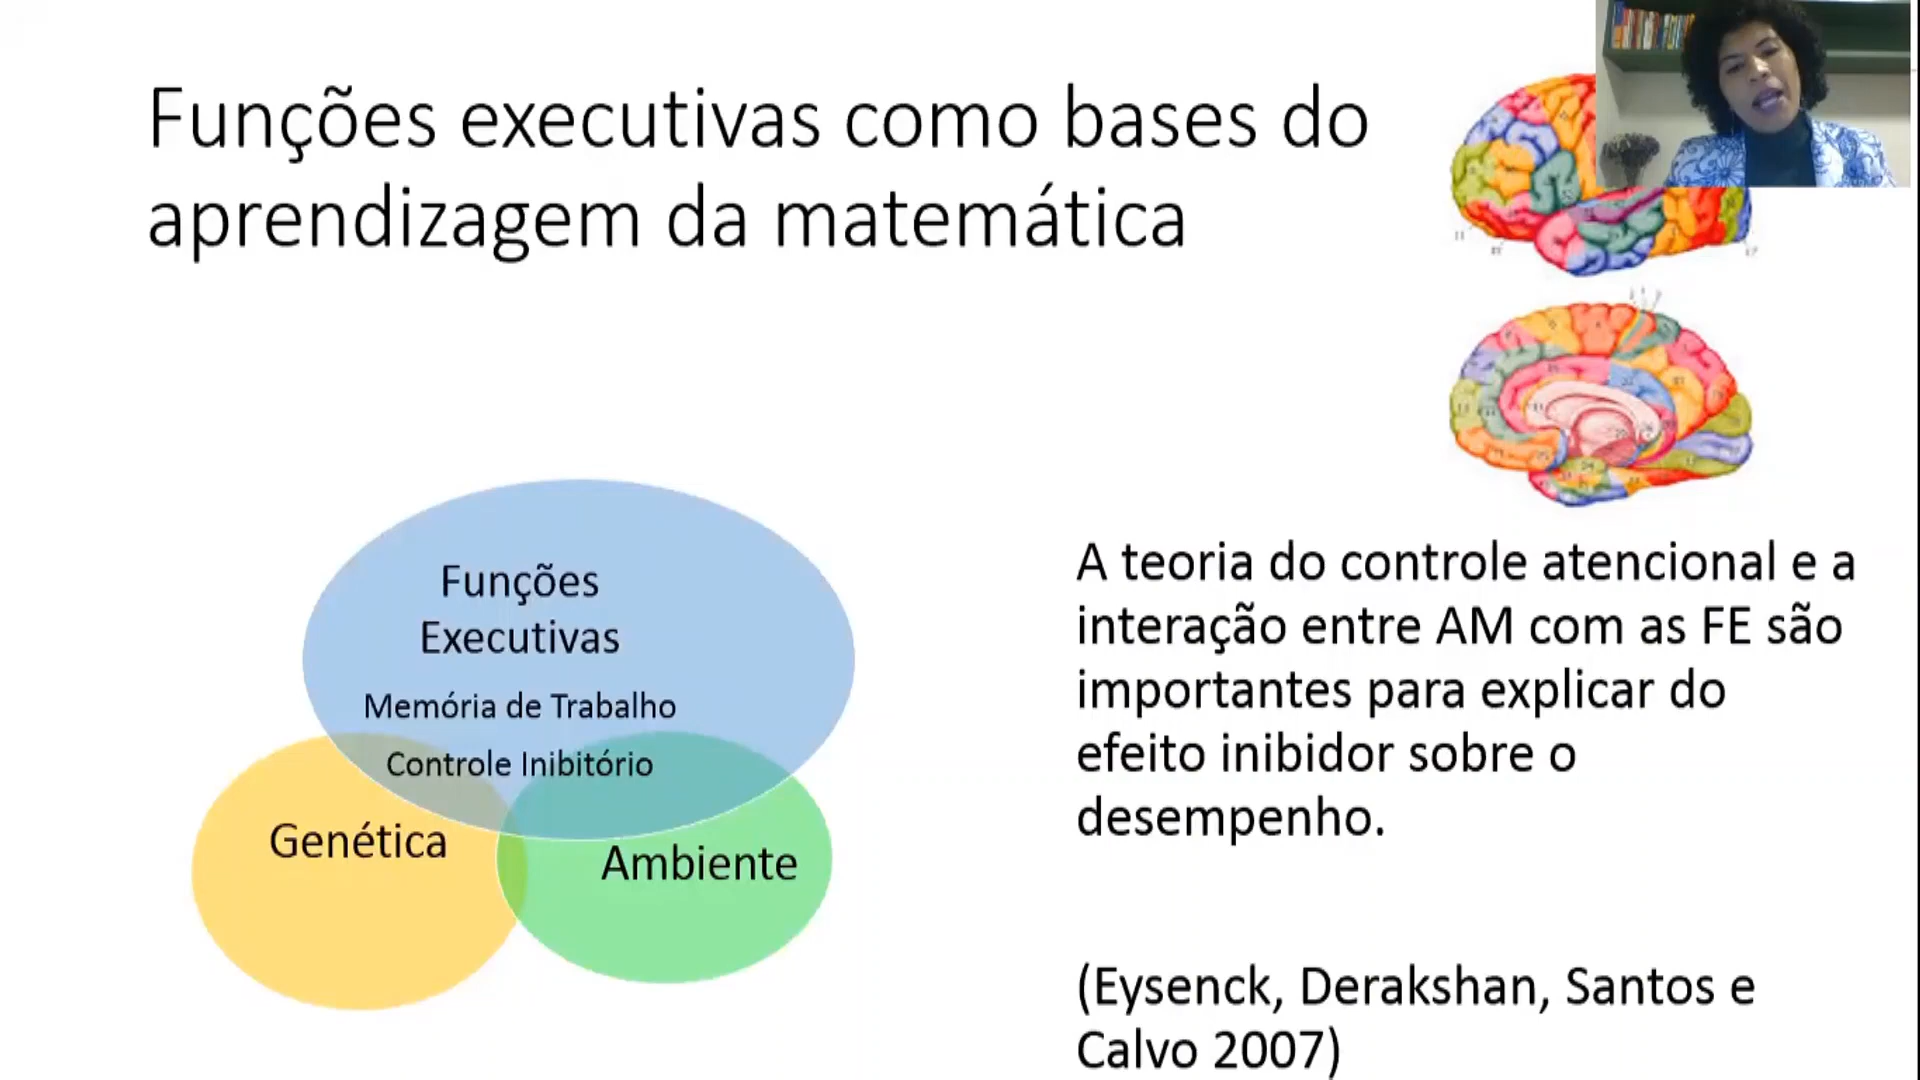 Funções executivas como bases do
aprendizagem da matemática
Funções
Executivas
Memória de Trabalho
Controle Inibitório
Genética
Ambiente
A teoria do controle atencional e a
interação entre AM com as FE são
importantes para explicar do
efeito inibidor sobre o
desempenho.
(Eysenck, Derakshan, Santos e
Calvo 2007)